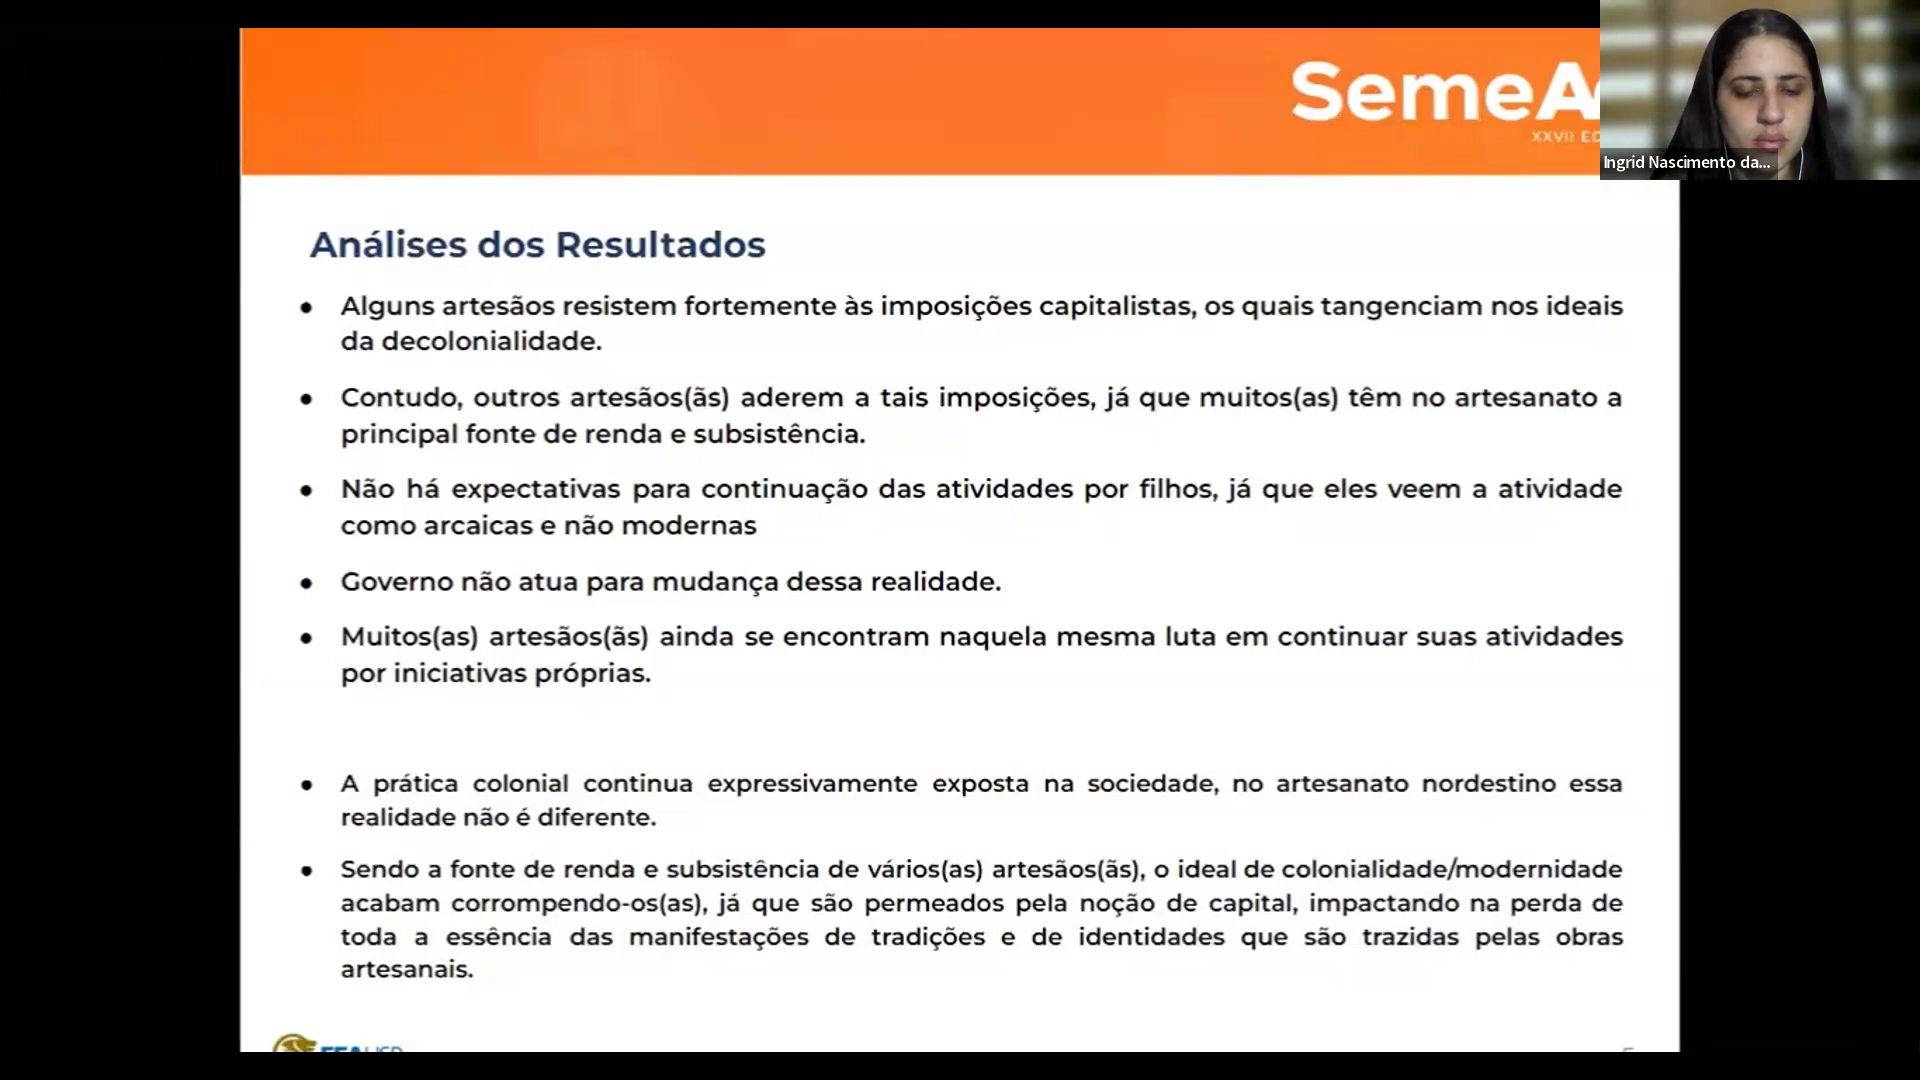 SemeA
XXVII ED
Ingrid Nascimento da...
Análises dos Resultados
● Alguns artesãos resistem fortemente às imposições capitalistas, os quais tangenciam nos ideais
da decolonialidade.
● Contudo, outros artesãos(ãs) aderem a tais imposições, já que muitos(as) têm no artesanato a
principal fonte de renda e subsistência.
● Não há expectativas para continuação das atividades por filhos, já que eles veem a atividade
como arcaicas e não modernas
● Governo não atua para mudança dessa realidade.
● Muitos(as) artesãos(ãs) ainda se encontram naquela mesma luta em continuar suas atividades
por iniciativas próprias.
● A prática colonial continua expressivamente exposta na sociedade, no artesanato nordestino essa
realidade não é diferente.
● Sendo a fonte de renda e subsistência de vários(as) artesãos(ãs), o ideal de colonialidade/modernidade
acabam corrompendo-os(as), já que são permeados pela noção de capital, impactando na perda de
toda a essência das manifestações de tradições e de identidades que são trazidas pelas obras
artesanais.